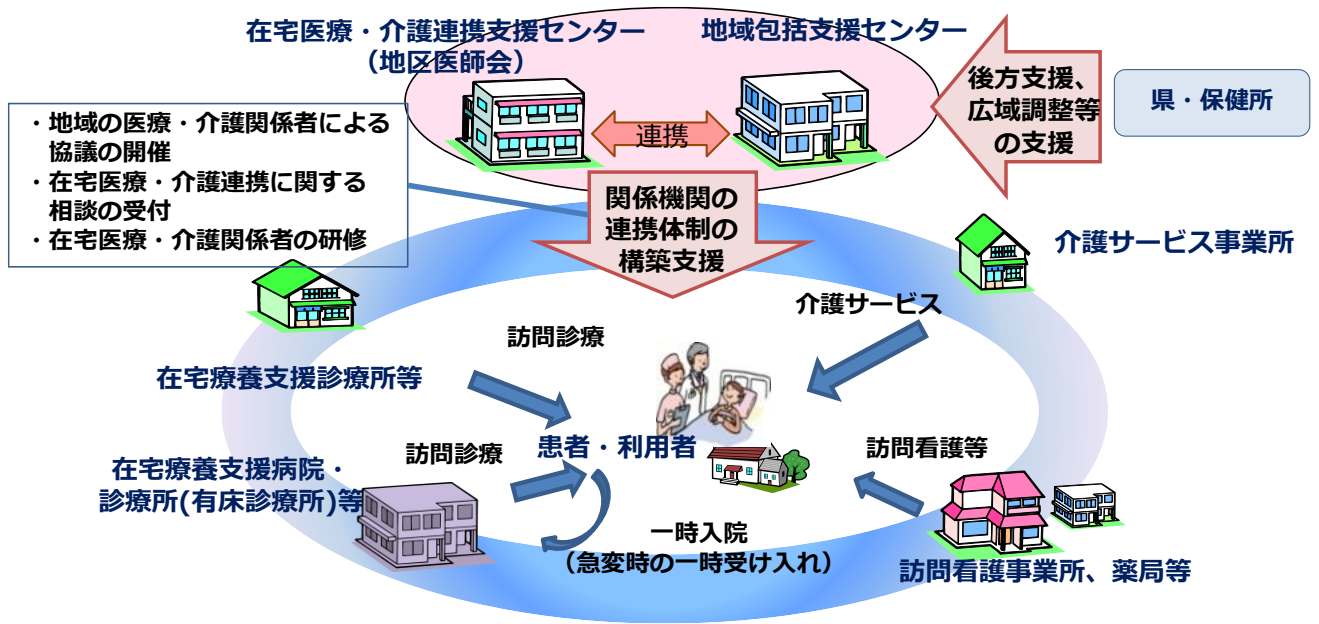 在宅医療・介護連携支援センター
（地区医師会）
地域包括支援センター
連携
後方支援、
広域調整等
の支援
県・保健所
・地域の医療・介護関係者による
協議の開催
・在宅医療・介護連携に関する
相談の受付
・在宅医療・介護関係者の研修
関係機関の
連携体制の
構築支援
介護サービス事業所
介護サービス
訪問診療
在宅療養支援診療所等
患者・利用者
訪問診療
在宅療養支援病院・
診療所(有床診療所)等
訪問看護等
一時入院
（急変時の一時受け入れ）
訪問看護事業所、薬局等